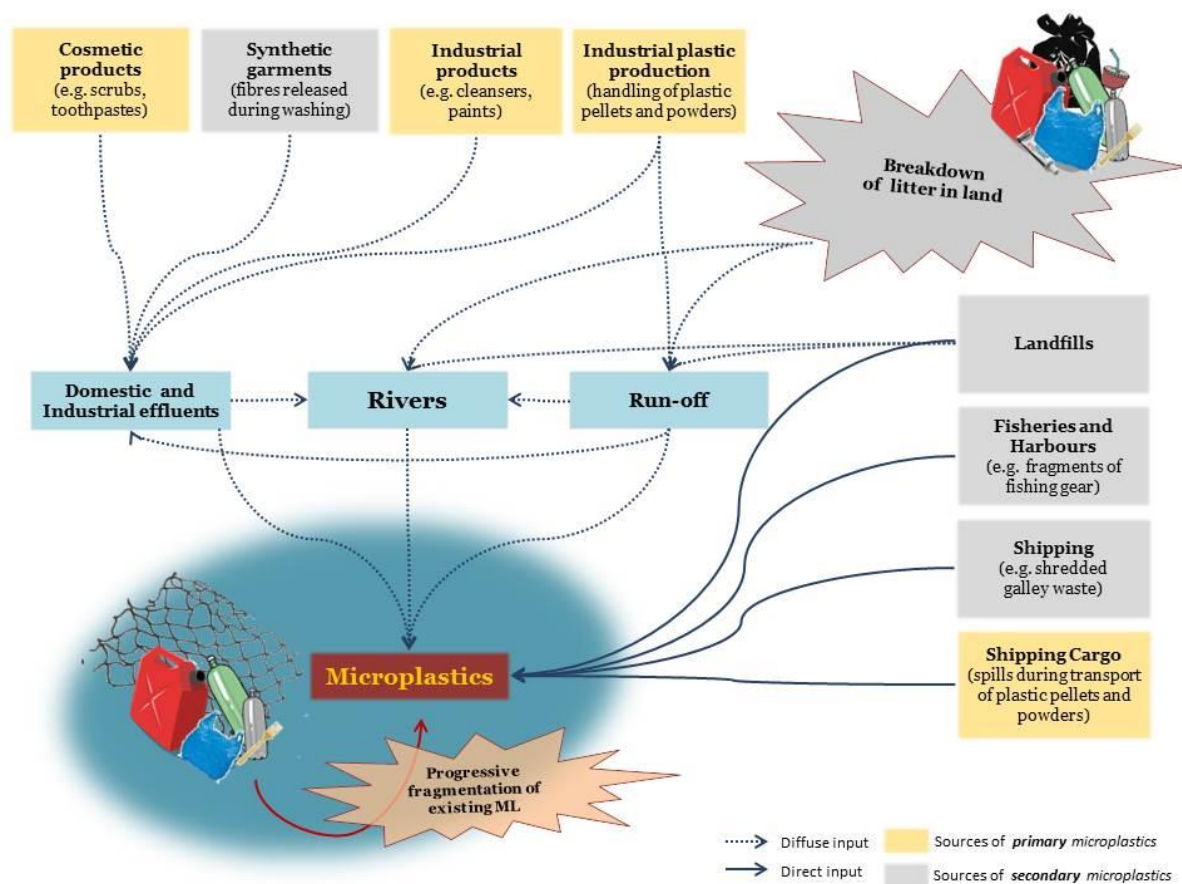 Cosmetic
products
(e.g. scrubs,
toothpastes)
Synthetic
garments
(fibres released
during washing)
Industrial
products
(e.g. cleansers,
paints)
Industrial plastic
production
(handling of plastic
pellets and powders)
Breakdown
of litter in land
Domestic and
Industrial effluents
Rivers
Run-off
Landfills
Fisheries and
Harbours
(e.g. fragments of
fishing gear)
Shipping
(e.g. shredded
galley waste)
Shipping Cargo
(spills during transport
of plastic pellets and
powders)
Microplastics
Progressive
fragmentation of
existing ML
Diffuse input
Sources of primary microplastics
Direct input
Sources of secondary microplastics